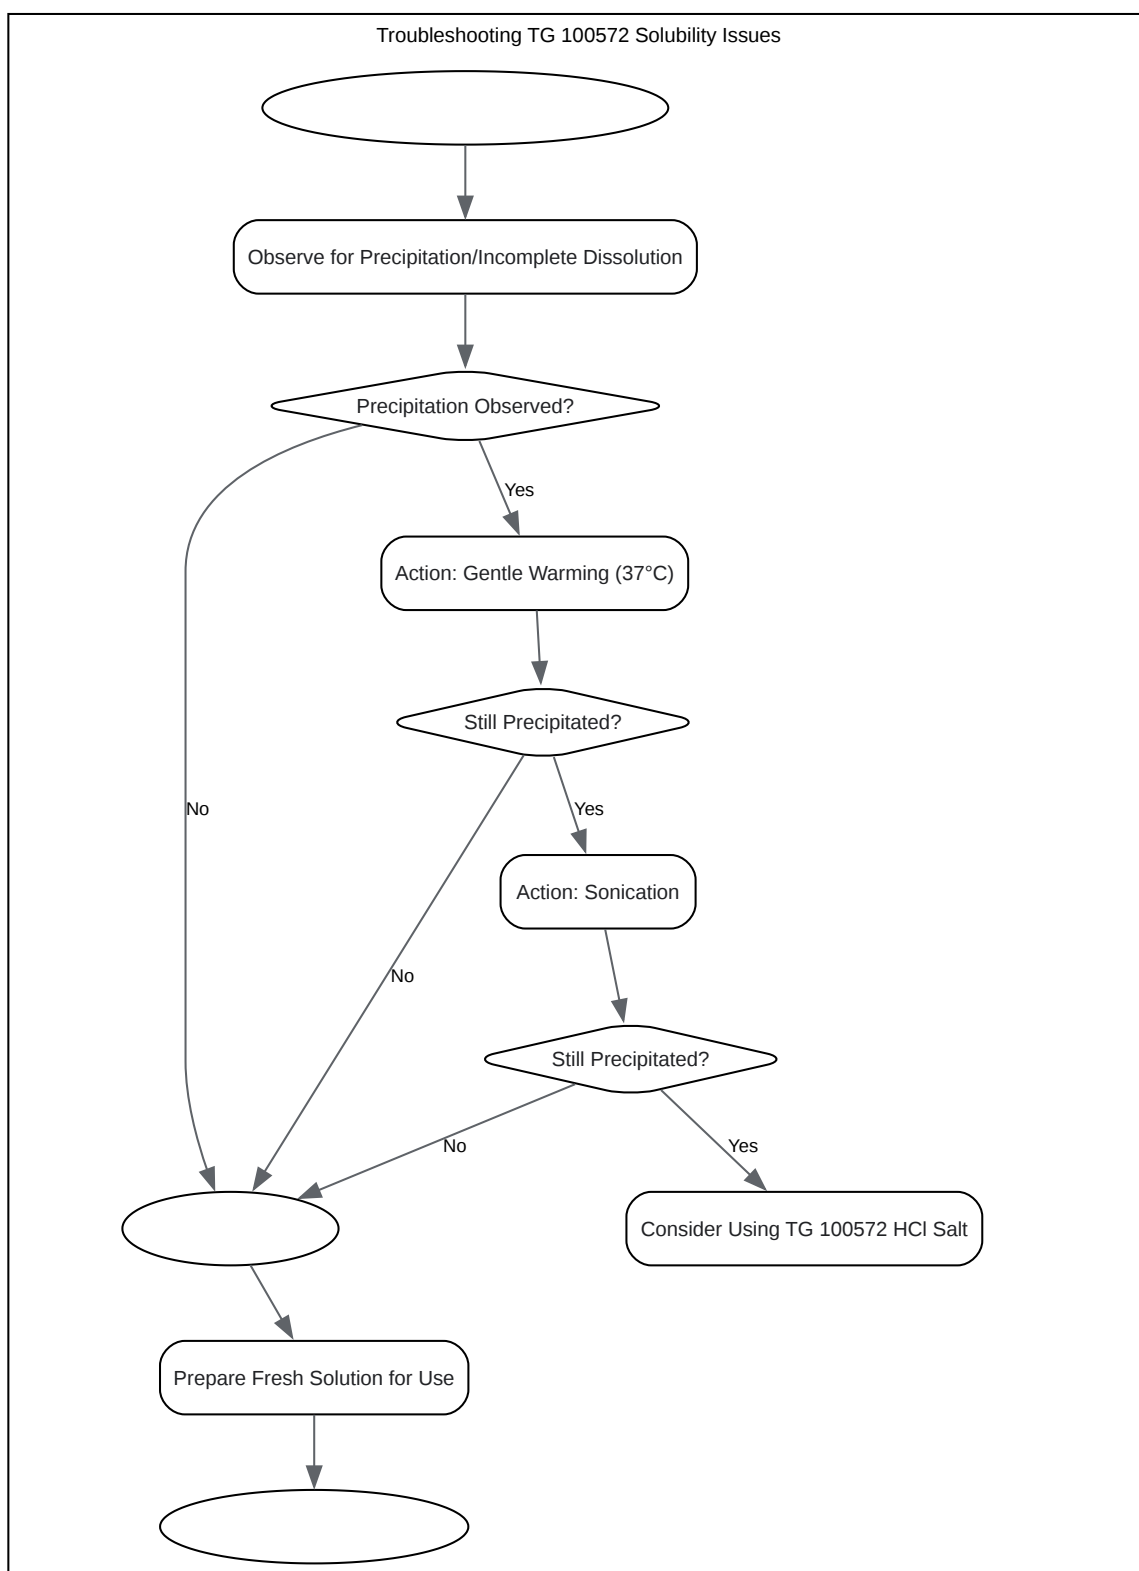 Troubleshooting TG 100572 Solubility Issues
Observe for Precipitation/Incomplete Dissolution
Precipitation Observed?
Yes
Action: Gentle Warming (37°C)
Still Precipitated?
No
Yes
Action: Sonication
No
Still Precipitated?
No
Yes
Consider Using TG 100572 HCl Salt
Prepare Fresh Solution for Use